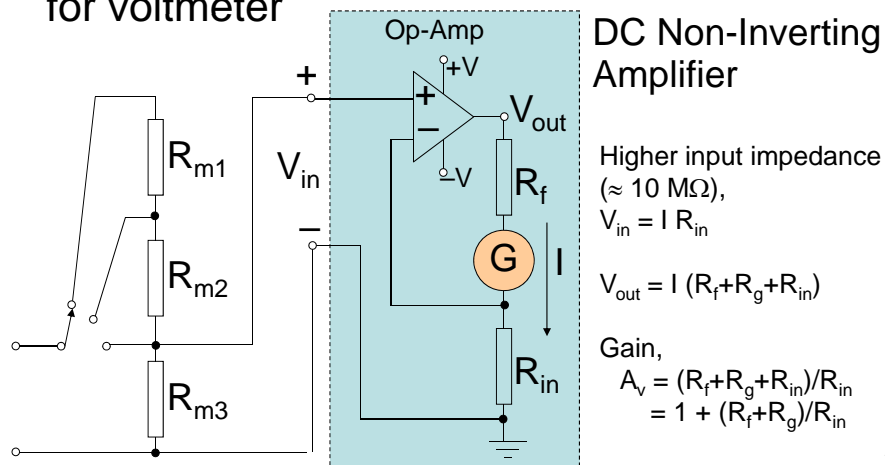 for voltmeter
Op-Amp
DC Non-Inverting
Amplifier
+V
+
+
−
V_out
−V
R_m1
V_in
R_f
Higher input impedance
(≈ 10 MΩ),
V_in = I R_in
−
G
I
R_m2
V_out = I (R_f+R_g+R_in)
R_in
Gain,
A_v = (R_f+R_g+R_in)/R_in
= 1 + (R_f+R_g)/R_in
R_m3